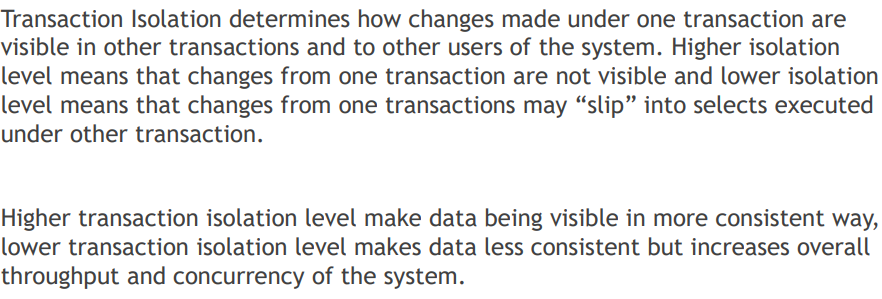 Transaction Isolation determines how changes made under one transaction are
visible in other transactions and to other users of the system. Higher isolation
level means that changes from one transaction are not visible and lower isolation
level means that changes from one transactions may “slip” into selects executed
under other transaction.
Higher transaction isolation level make data being visible in more consistent way,
lower transaction isolation level makes data less consistent but increases overall
throughput and concurrency of the system.